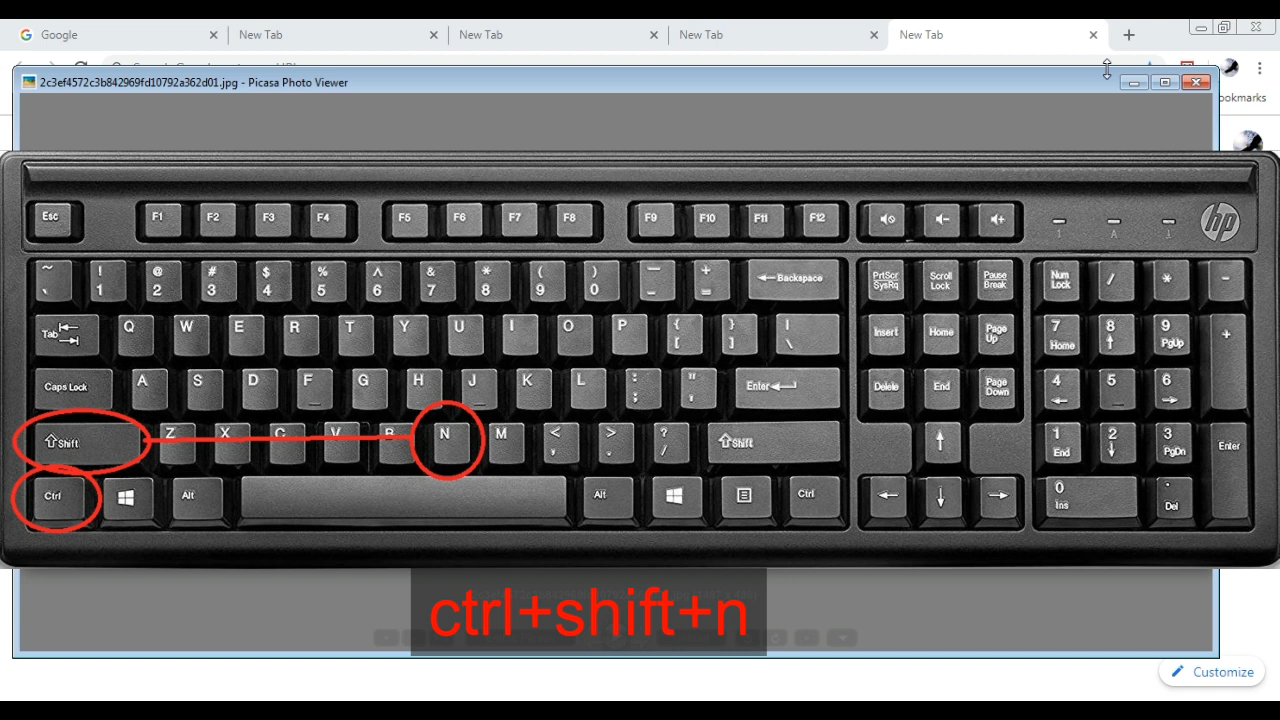 Google New Tab New Tab New Tab New Tab
2c3ef4572c3b842969fd10792a362d01.jpg - Picasa Photo Viewer
ookmarks
Esc F1 F2 F3 F4 F5 F6 F7 F8 F9 F10 F11 F12 hp
1 A
~ ! @ # $ % ^ & * ( ) _ + Backspace PrtScr Scroll Pause Num / * -
` 1 2 3 4 5 6 7 8 9 0 - = SysRq Lock Break Lock
Tab Q W E R T Y U I O P { } | Insert Home Page 7 8 9 +
[ ] \ Up Home ↑ PgUp
Caps Lock A S D F G H J K L : " Enter Delete End Page 4 5 6
; ' Down ← →
Shift Z X C V B N M < > ? Shift ↑ 1 2 3 Enter
, . / End ↓ PgDn
Ctrl Alt Alt Ctrl ← ↓ → 0 .
Ins Del
ctrl+shift+n
Customize